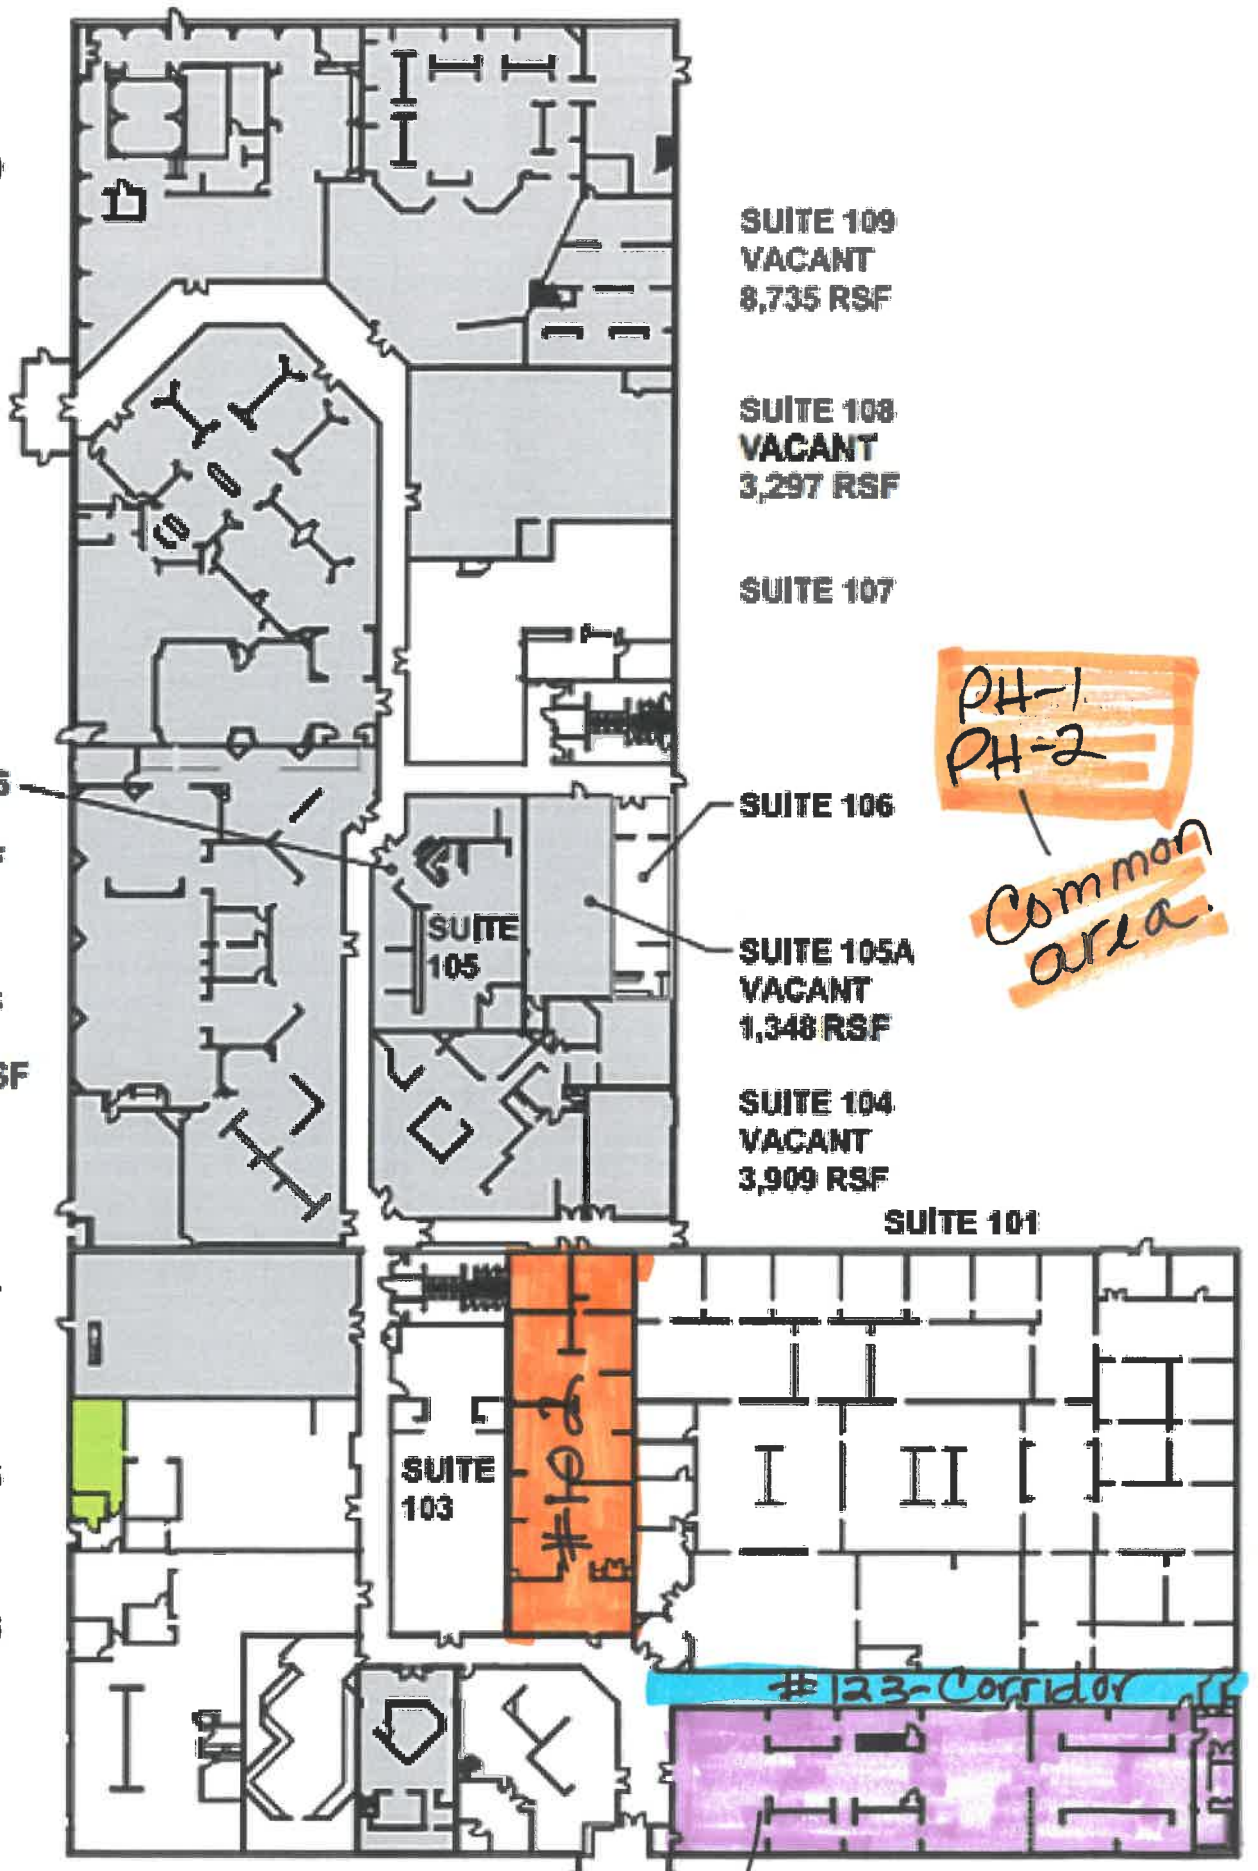 SUITE 109
VACANT
8,735 RSF
SUITE 108
VACANT
3,297 RSF
SUITE 107
PH-1
PH-2
Common
area.
SUITE 106
SUITE
105
SUITE 105A
VACANT
1,348 RSF
SUITE 104
VACANT
3,909 RSF
SUITE 101
#102
SUITE
103
#123-Corridor